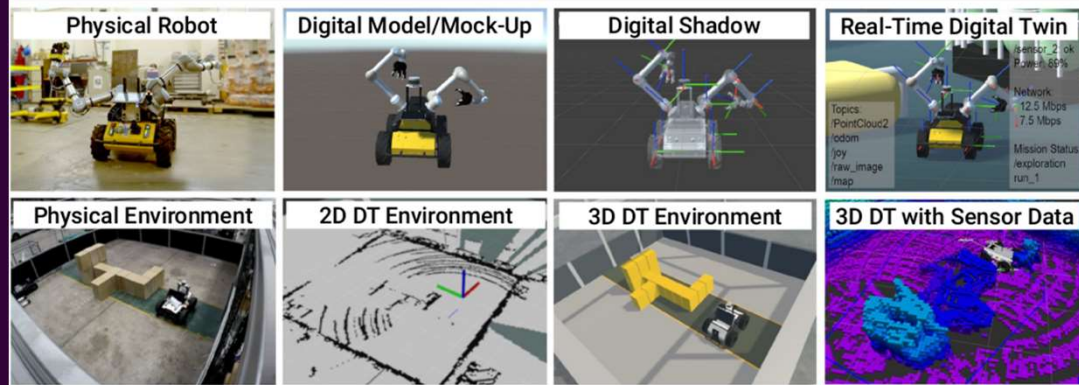 Physical Robot
Digital Model/Mock-Up
Digital Shadow
Real-Time Digital Twin
/sensor_2: ok
Power: 89%
Network:
↑12.5 Mbps
↓7.5 Mbps
Mission Status
/exploration
run_1
Topics:
/PointCloud2
/odom
/joy
/raw_image
/map
Physical Environment
2D DT Environment
3D DT Environment
3D DT with Sensor Data